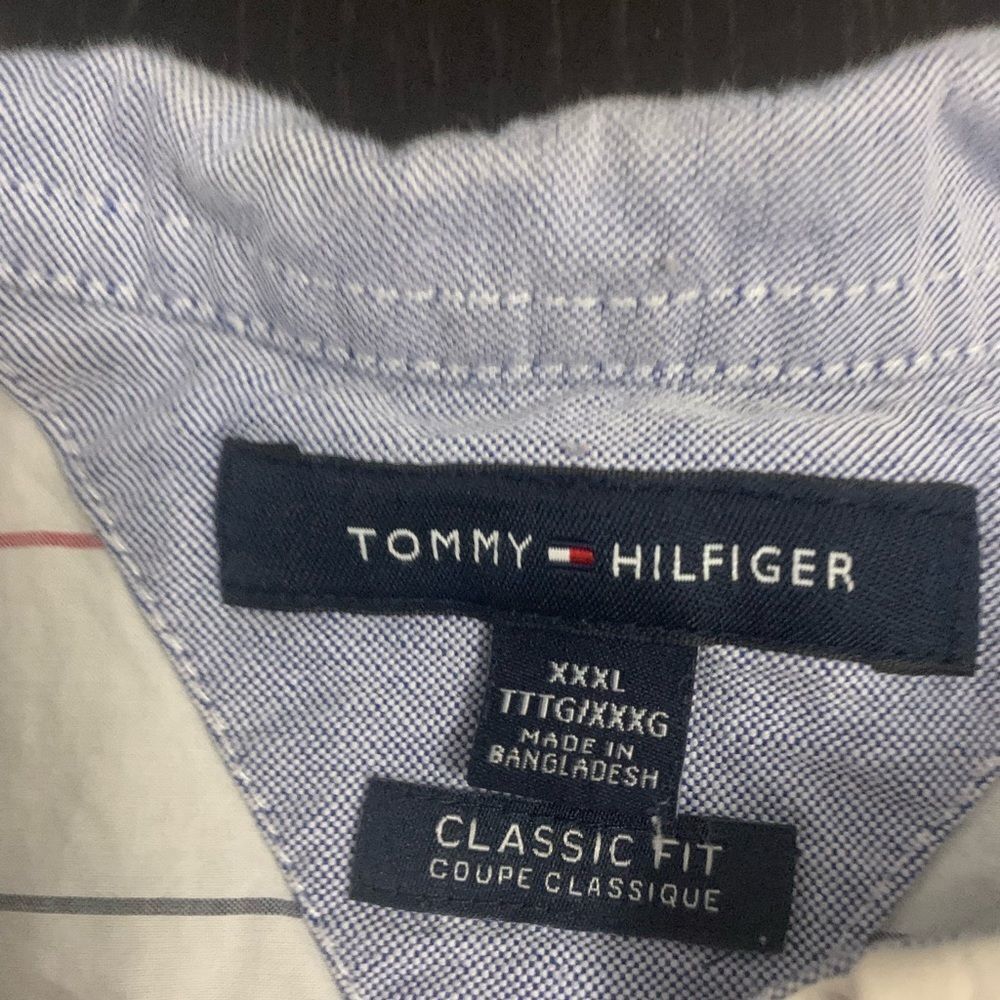 TOMMY HILFIGER
XXXL
TTTG/XXXG
MADE IN
BANGLADESH
CLASSIC FIT
COUPE CLASSIQUE